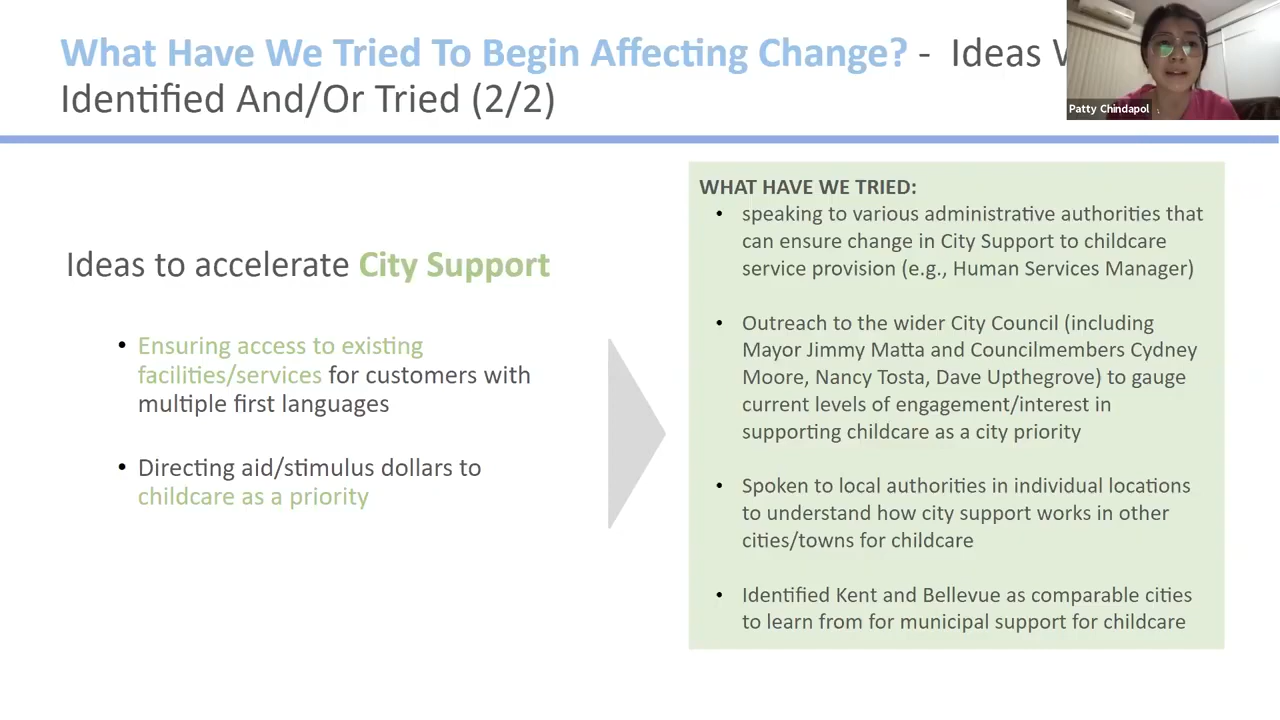 What Have We Tried To Begin Affecting Change? - Ideas
Identified And/Or Tried (2/2)
Patty Chindapol
Ideas to accelerate City Support
• Ensuring access to existing
facilities/services for customers with
multiple first languages
• Directing aid/stimulus dollars to
childcare as a priority
WHAT HAVE WE TRIED:
• speaking to various administrative authorities that
can ensure change in City Support to childcare
service provision (e.g., Human Services Manager)
• Outreach to the wider City Council (including
Mayor Jimmy Matta and Councilmembers Cydney
Moore, Nancy Tosta, Dave Upthegrove) to gauge
current levels of engagement/interest in
supporting childcare as a city priority
• Spoken to local authorities in individual locations
to understand how city support works in other
cities/towns for childcare
• Identified Kent and Bellevue as comparable cities
to learn from for municipal support for childcare